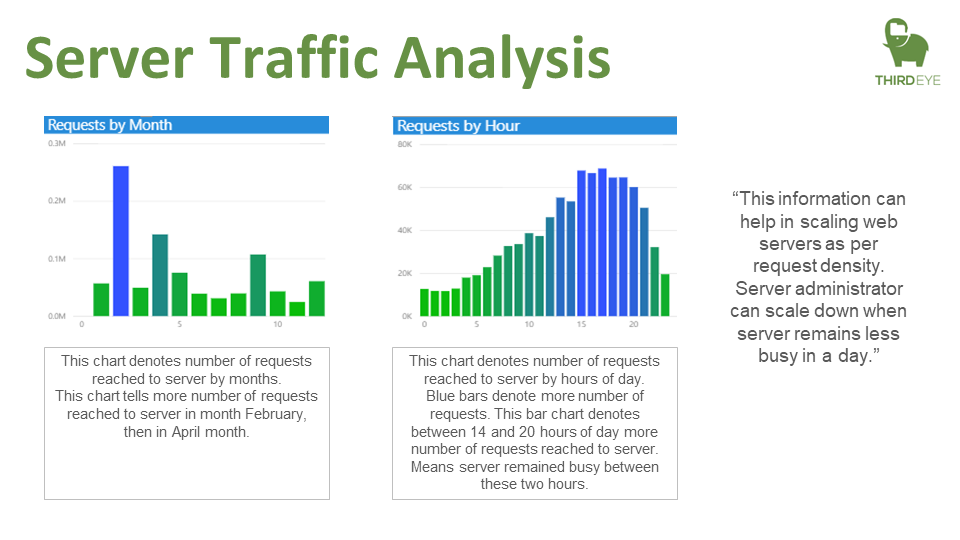 Server Traffic Analysis
THIRDEYE
Requests by Month
0.3M
0.2M
0.1M
0.0M
0 5 10
This chart denotes number of requests
reached to server by months.
This chart tells more number of requests
reached to server in month February,
then in April month.
Requests by Hour
80K
60K
40K
20K
0K
0 5 10 15 20
This chart denotes number of requests
reached to server by hours of day.
Blue bars denote more number of
requests. This bar chart denotes
between 14 and 20 hours of day more
number of requests reached to server.
Means server remained busy between
these two hours.
“This information can
help in scaling web
servers as per
request density.
Server administrator
can scale down when
server remains less
busy in a day.”